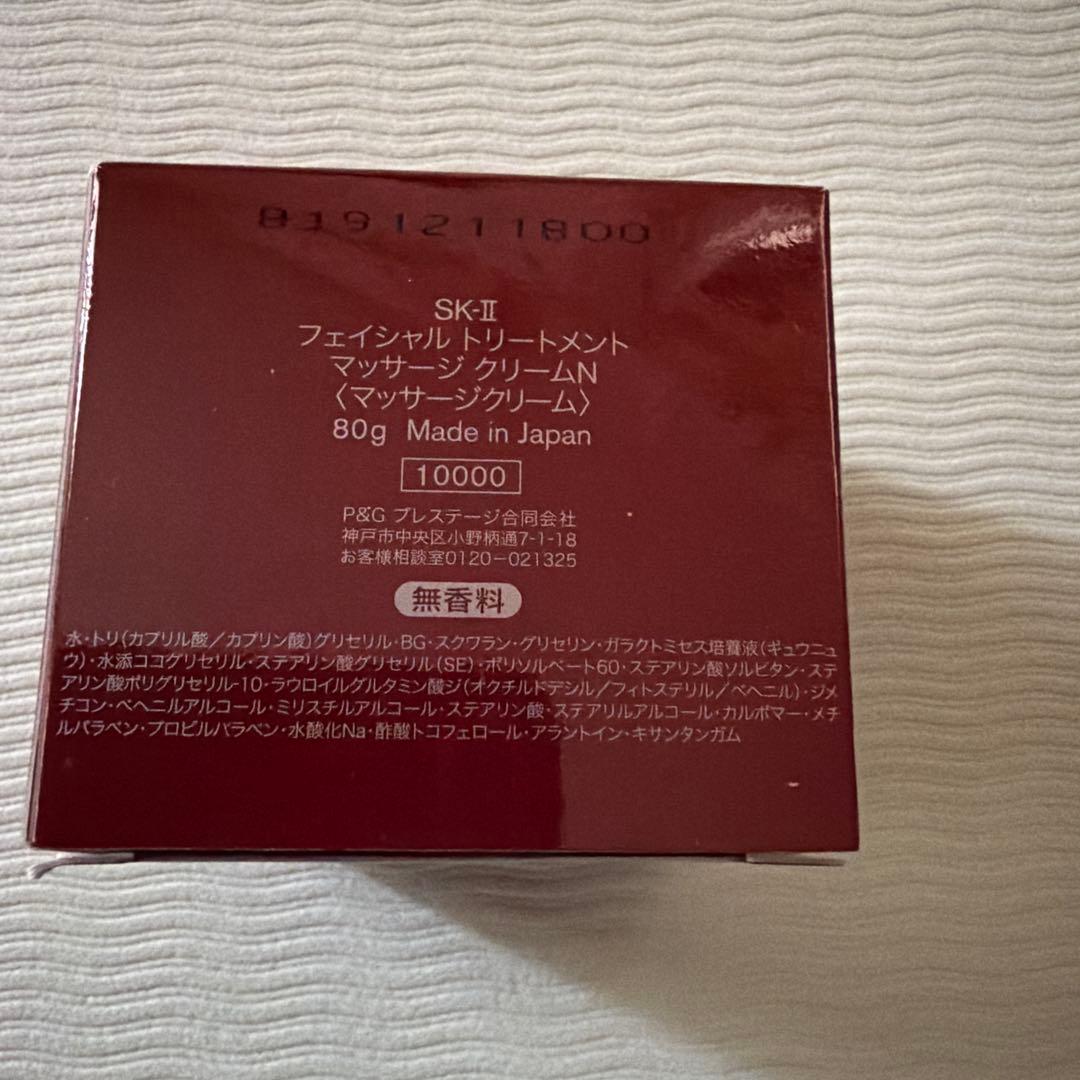 8191211800
SK-II
フェイシャル トリートメント
マッサージ クリームN
〈マッサージクリーム〉
80g Made in Japan
10000
P&G プレステージ合同会社
神戸市中央区小野柄通7-1-18
お客様相談室0120-021325
無香料
水・トリ(カプリル酸/カプリン酸)グリセリル・BG・スクワラン・グリセリン・ガラクトミセス培養液(ギュウニュ
ウ)・水添ココグリセリル・ステアリン酸グリセリル(SE)・ポリソルベート60・ステアリン酸ソルビタン・ステ
アリン酸ポリグリセリル-10・ラウロイルグルタミン酸ジ(オクチルドデシル/フィトステリル/ベヘニル)・ジメ
チコン・ベヘニルアルコール・ミリスチルアルコール・ステアリン酸・ステアリルアルコール・カルボマー・メチ
ルパラベン・プロピルパラベン・水酸化Na・酢酸トコフェロール・アラントイン・キサンタンガム